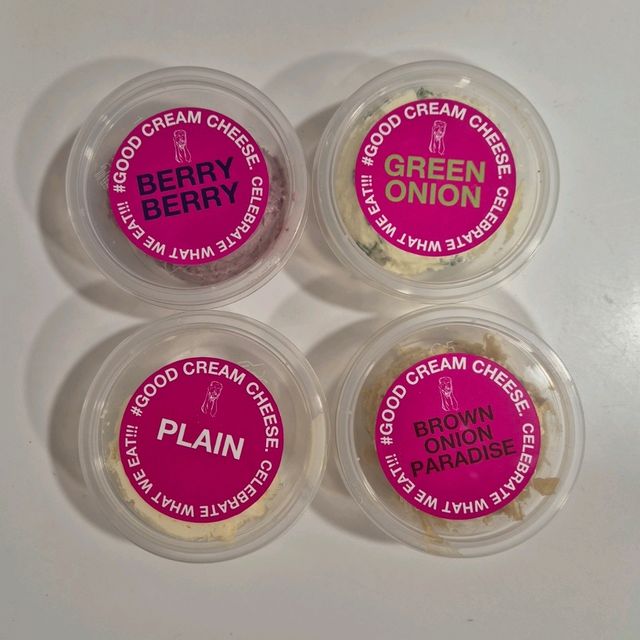 #GOOD CREAM CHEESE. CELEBRATE WHAT WE EAT!!!
BERRY
BERRY
#GOOD CREAM CHEESE. CELEBRATE WHAT WE EAT!!!
GREEN
ONION
#GOOD CREAM CHEESE. CELEBRATE WHAT WE EAT!!!
PLAIN
#GOOD CREAM CHEESE. CELEBRATE WHAT WE EAT!!!
BROWN
ONION
PARADISE